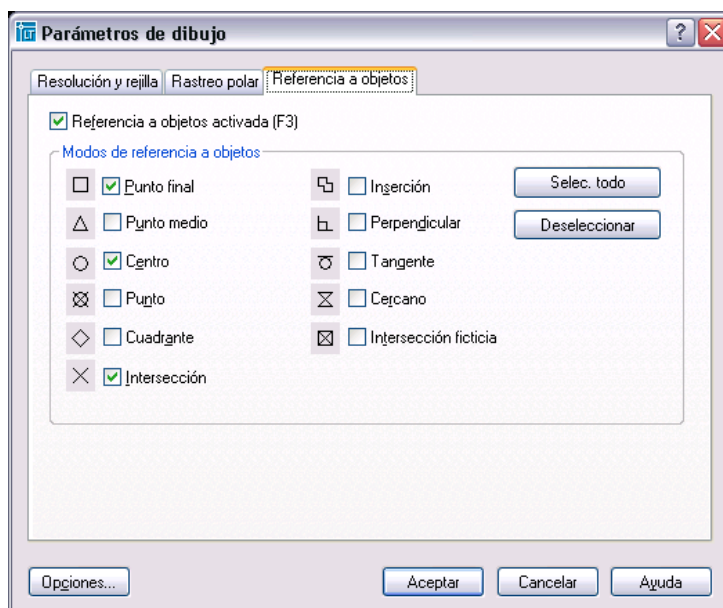 Parámetros de dibujo
Resolución y rejilla
Rastreo polar
Referencia a objetos
Referencia a objetos activada (F3)
Modos de referencia a objetos
Punto final
Punto medio
Centro
Punto
Cuadrante
Intersección
Inserción
Perpendicular
Tangente
Cercano
Intersección ficticia
Selec. todo
Deseleccionar
Opciones...
Aceptar
Cancelar
Ayuda